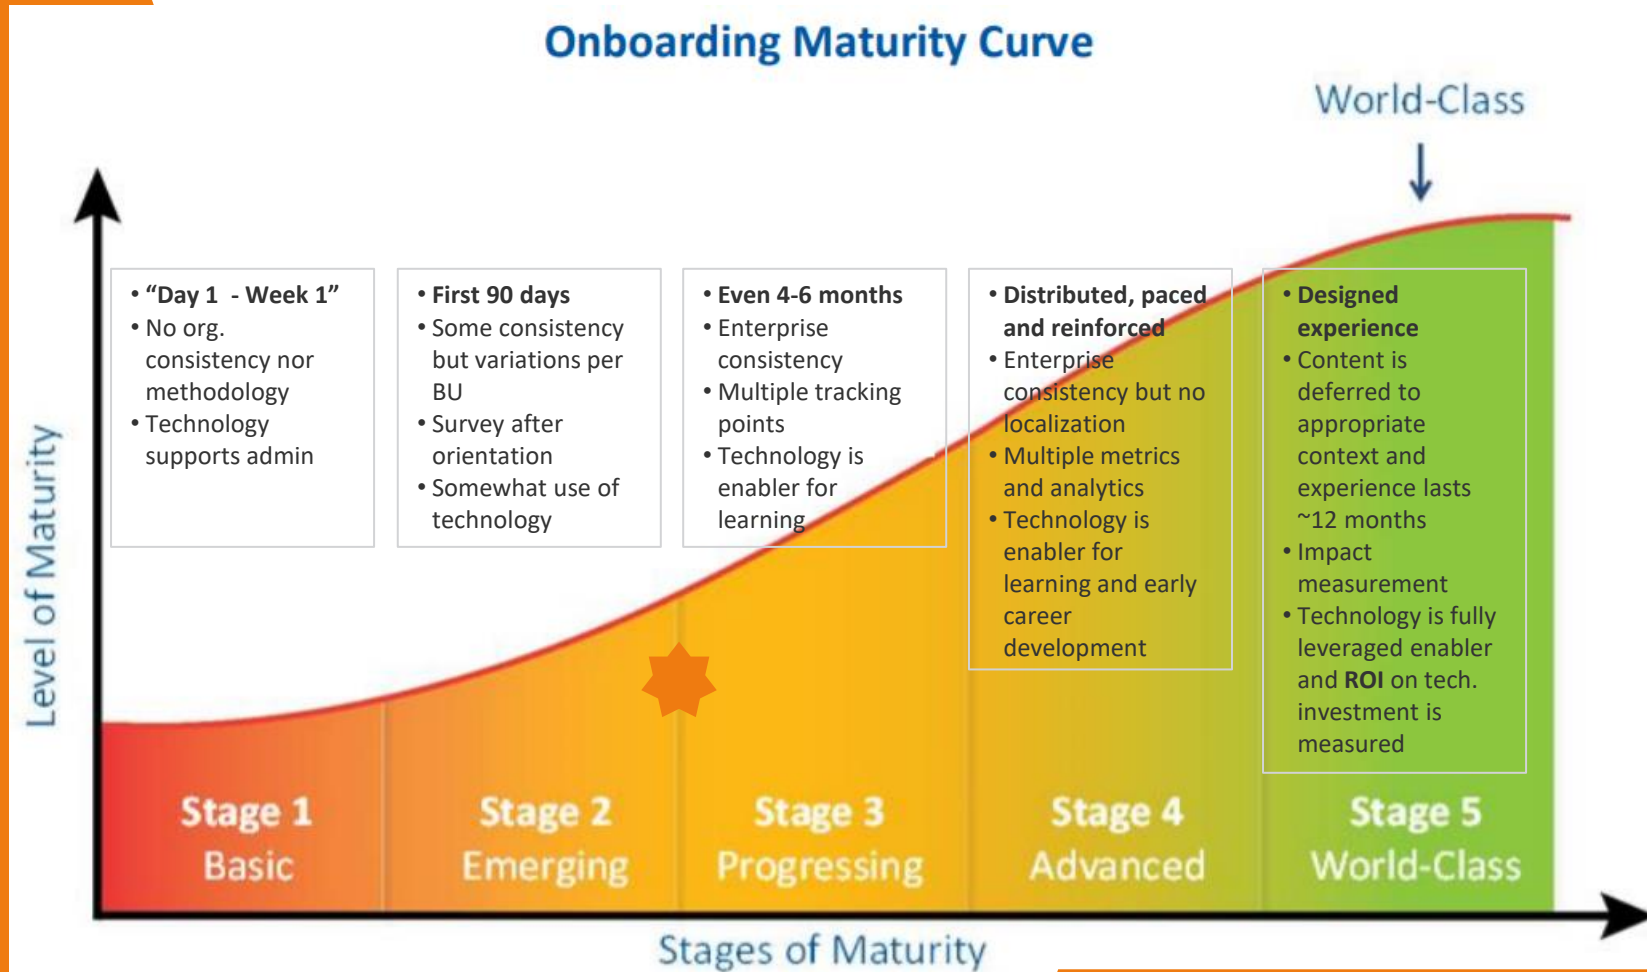 Onboarding Maturity Curve
World-Class
Level of Maturity
• “Day 1 - Week 1”
• No org.
consistency nor
methodology
• Technology
supports admin
• First 90 days
• Some consistency
but variations per
BU
• Survey after
orientation
• Somewhat use of
technology
• Even 4-6 months
• Enterprise
consistency
• Multiple tracking
points
• Technology is
enabler for
learning
• Distributed, paced
and reinforced
• Enterprise
consistency but no
localization
• Multiple metrics
and analytics
• Technology is
enabler for
learning and early
career
development
• Designed
experience
• Content is
deferred to
appropriate
context and
experience lasts
~12 months
• Impact
measurement
• Technology is fully
leveraged enabler
and ROI on tech.
investment is
measured
Stage 1
Basic
Stage 2
Emerging
Stage 3
Progressing
Stage 4
Advanced
Stage 5
World-Class
Stages of Maturity